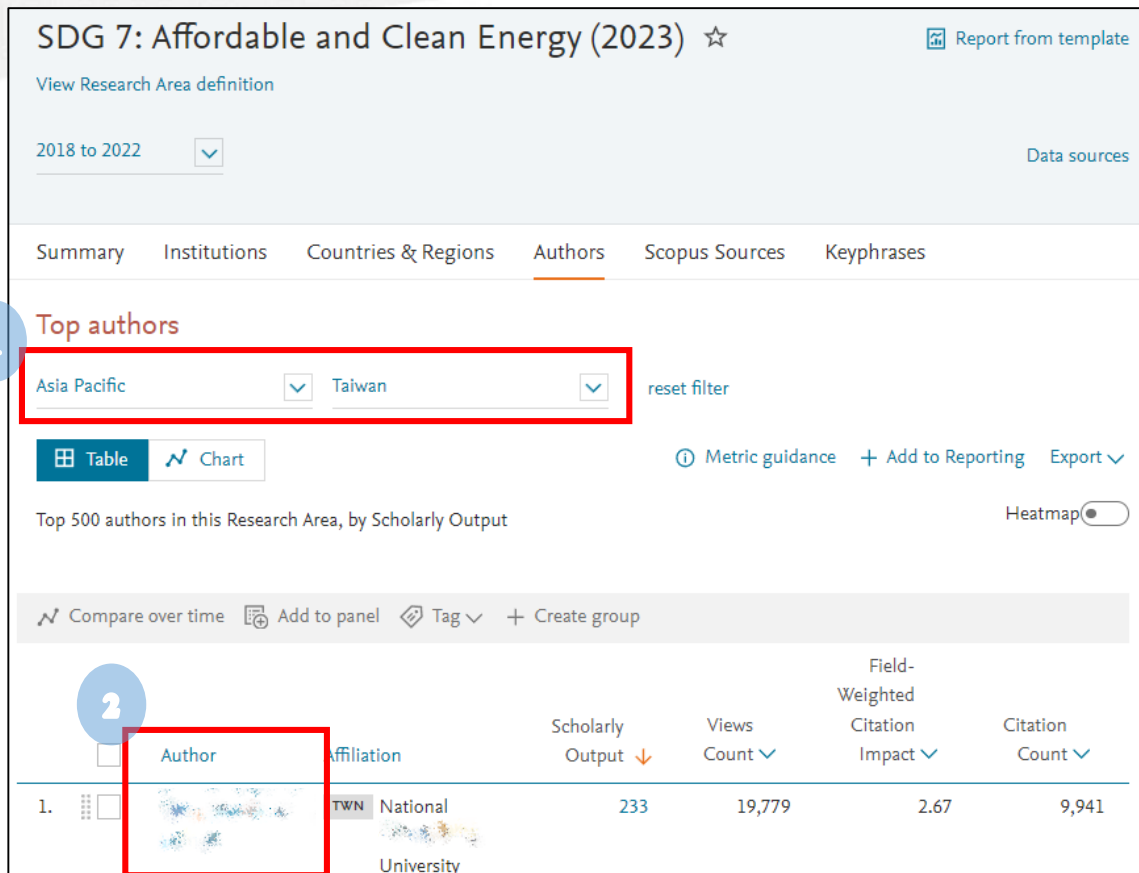 SDG 7: Affordable and Clean Energy (2023)
Report from template
View Research Area definition
2018 to 2022
Data sources
Summary Institutions Countries & Regions Authors Scopus Sources Keyphrases
Top authors
Asia Pacific Taiwan reset filter
Table Chart Metric guidance + Add to Reporting Export
Top 500 authors in this Research Area, by Scholarly Output
Heatmap
Compare over time Add to panel Tag + Create group
2
Author
Affiliation
Scholarly
Output
Views
Count
Field-
Weighted
Citation
Impact
Citation
Count
1. TWN National 233 19,779 2.67 9,941
University